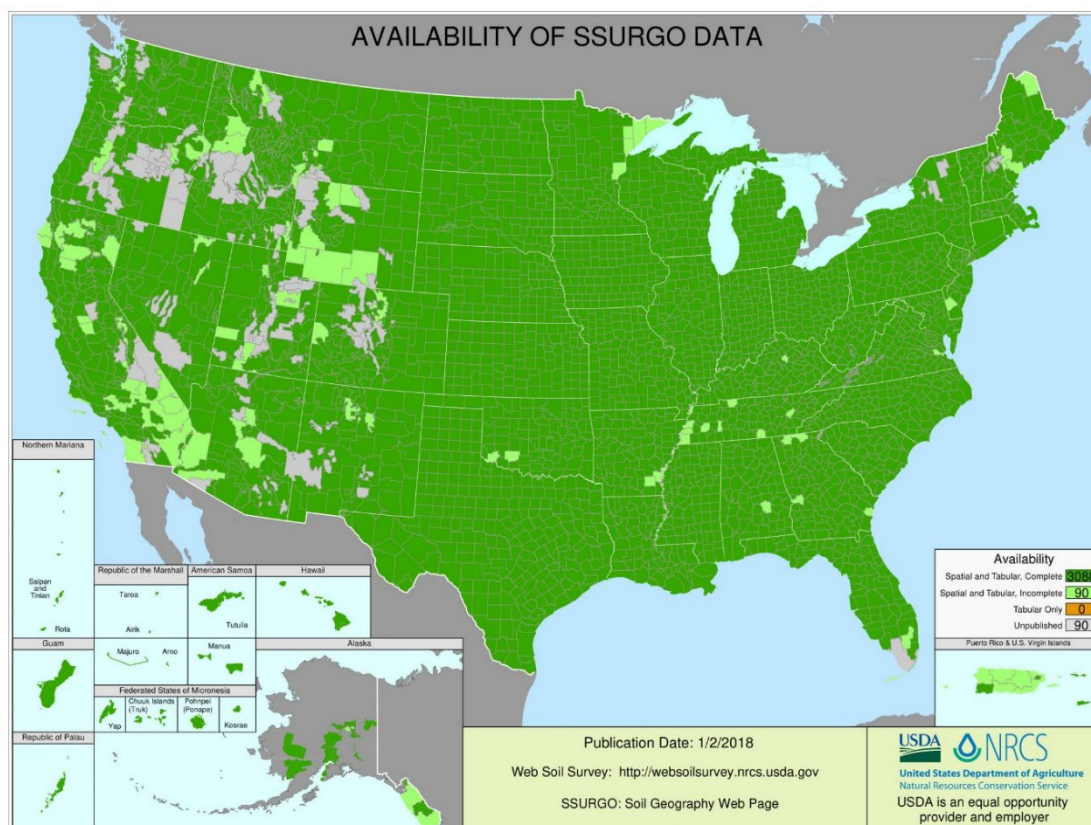 AVAILABILITY OF SSURGO DATA
Northern Mariana
Saipan
and
Tinian
Rota
Guam
Republic of Palau
Republic of the Marshall
Taroa
Airik
Majuro
Arno
American Samoa
Tutuila
Manua
Hawaii
Federated States of Micronesia
Yap
Chuuk Islands
(Truk)
Pohnpei
(Ponape)
Kosrae
Alaska
Availability
Spatial and Tabular, Complete
Spatial and Tabular, Incomplete 90
Tabular Only 0
Unpublished 90
Puerto Rico & U.S. Virgin Islands
Publication Date: 1/2/2018
Web Soil Survey: http://websoilsurvey.nrcs.usda.gov
SSURGO: Soil Geography Web Page
USDA NRCS
United States Department of Agriculture
Natural Resources Conservation Service
USDA is an equal opportunity
provider and employer